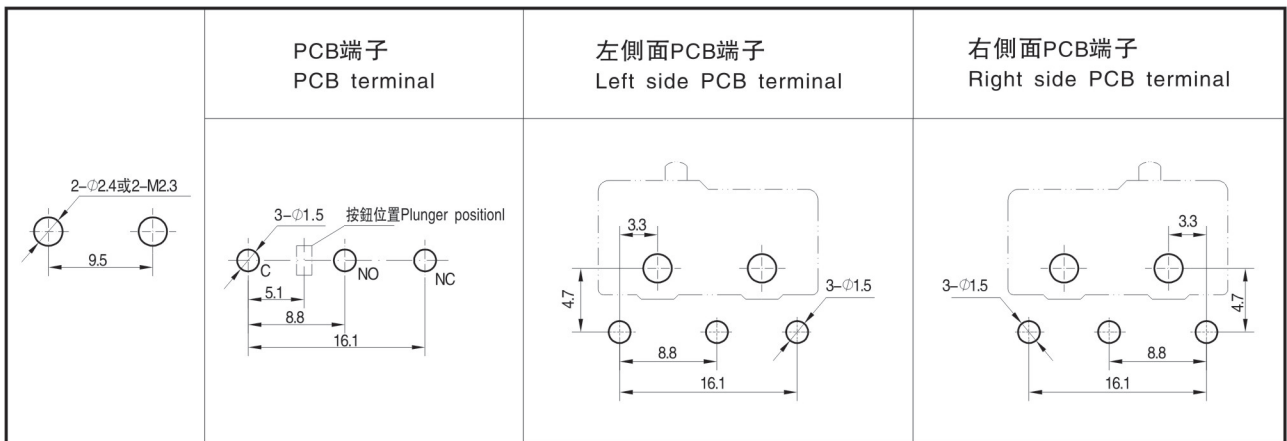 PCB端子
PCB terminal
左側面PCB端子
Left side PCB terminal
右側面PCB端子
Right side PCB terminal
2-∅2.4或2-M2.3
9.5
3-∅1.5
按鈕位置Plunger positionl
C
NO
NC
5.1
8.8
16.1
3.3
4.7
3-∅1.5
8.8
16.1
3.3
3-∅1.5
4.7
8.8
16.1